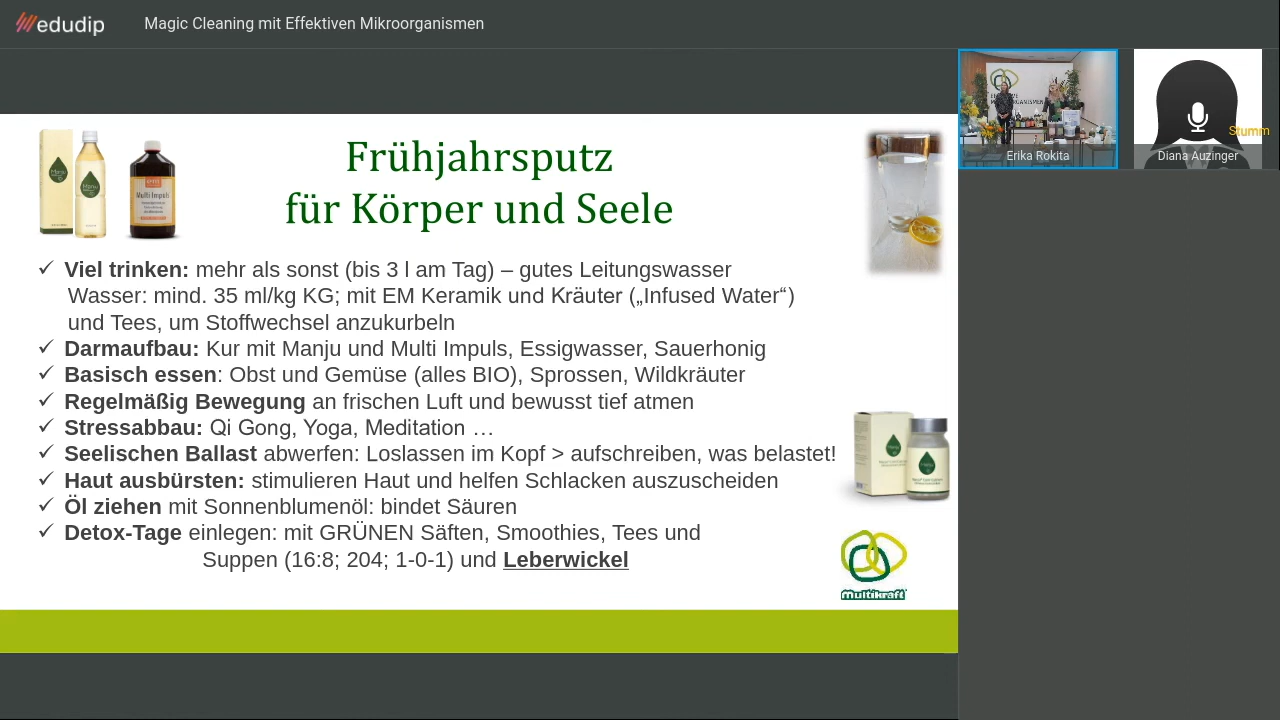 edudip
Magic Cleaning mit Effektiven Mikroorganismen
Frühjahrsputz
für Körper und Seele
Manju
Multi Impuls
✓ Viel trinken: mehr als sonst (bis 3 l am Tag) – gutes Leitungswasser
Wasser: mind. 35 ml/kg KG; mit EM Keramik und Kräuter („Infused Water“)
und Tees, um Stoffwechsel anzukurbeln
✓ Darmaufbau: Kur mit Manju und Multi Impuls, Essigwasser, Sauerhonig
✓ Basisch essen: Obst und Gemüse (alles BIO), Sprossen, Wildkräuter
✓ Regelmäßig Bewegung an frischen Luft und bewusst tief atmen
✓ Stressabbau: Qi Gong, Yoga, Meditation …
✓ Seelischen Ballast abwerfen: Loslassen im Kopf > aufschreiben, was belastet!
✓ Haut ausbürsten: stimulieren Haut und helfen Schlacken auszuscheiden
✓ Öl ziehen mit Sonnenblumenöl: bindet Säuren
✓ Detox-Tage einlegen: mit GRÜNEN Säften, Smoothies, Tees und
Suppen (16:8; 204; 1-0-1) und Leberwickel
Manju
multikraft
Erika Rokita
Stumm
Diana Auzinger